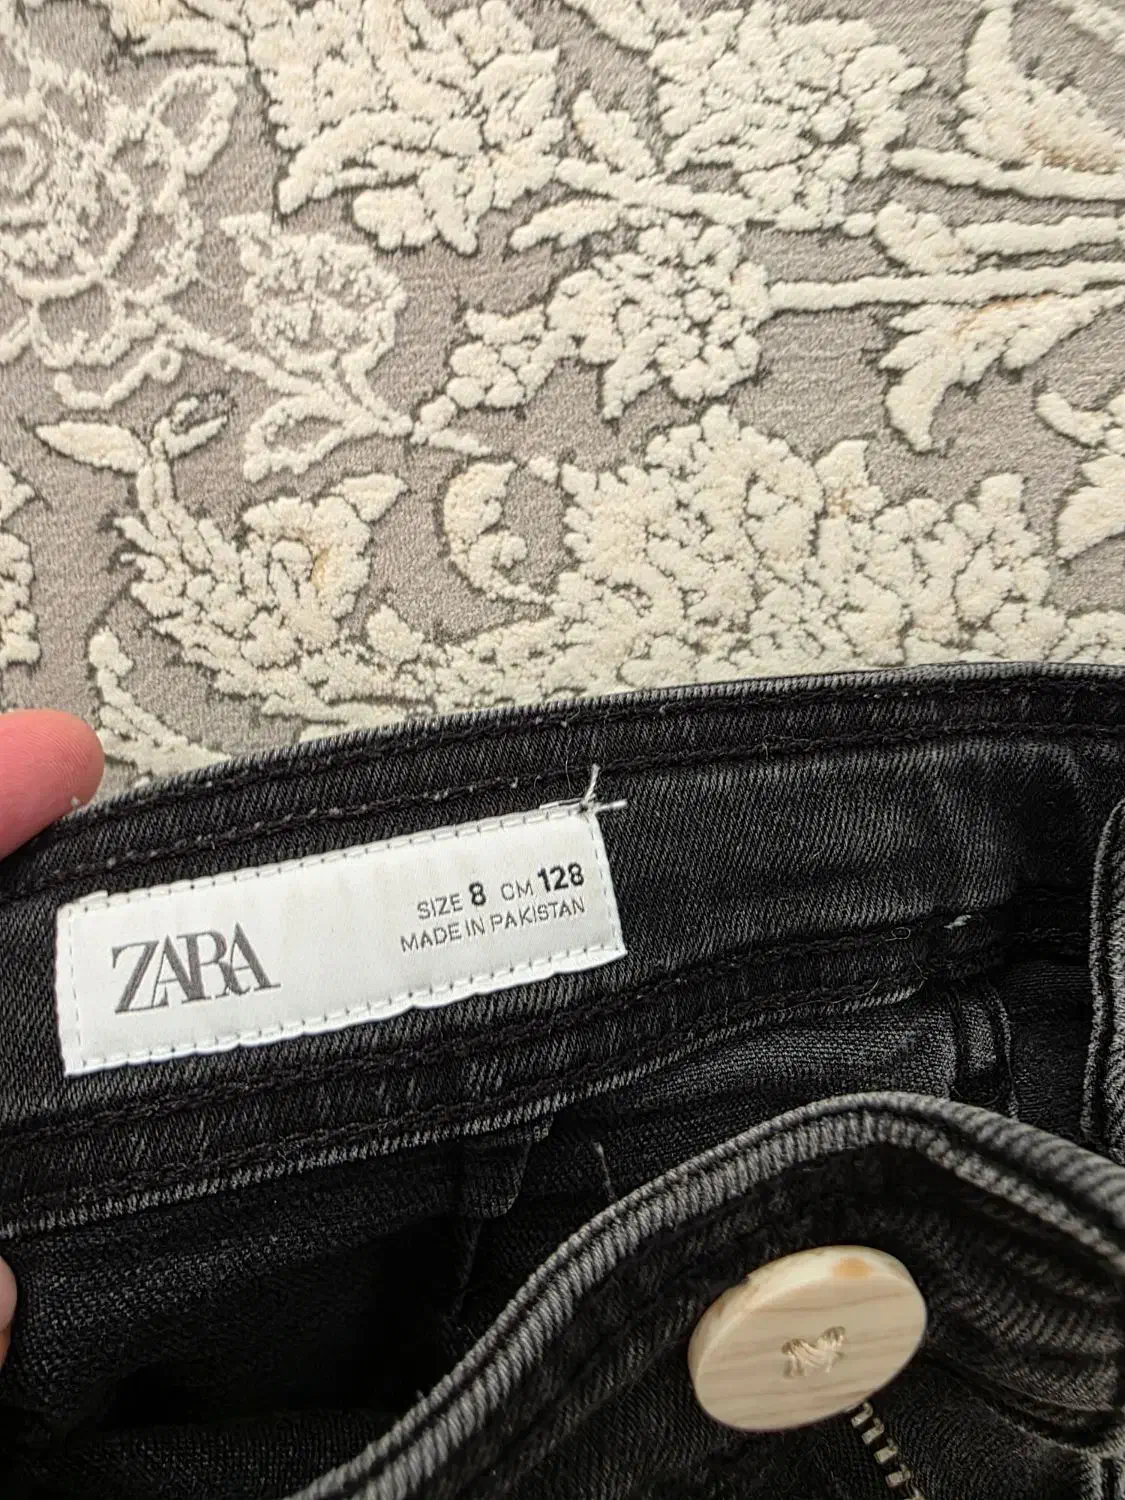 ZARA
SIZE 8 CM 128
MADE IN PAKISTAN